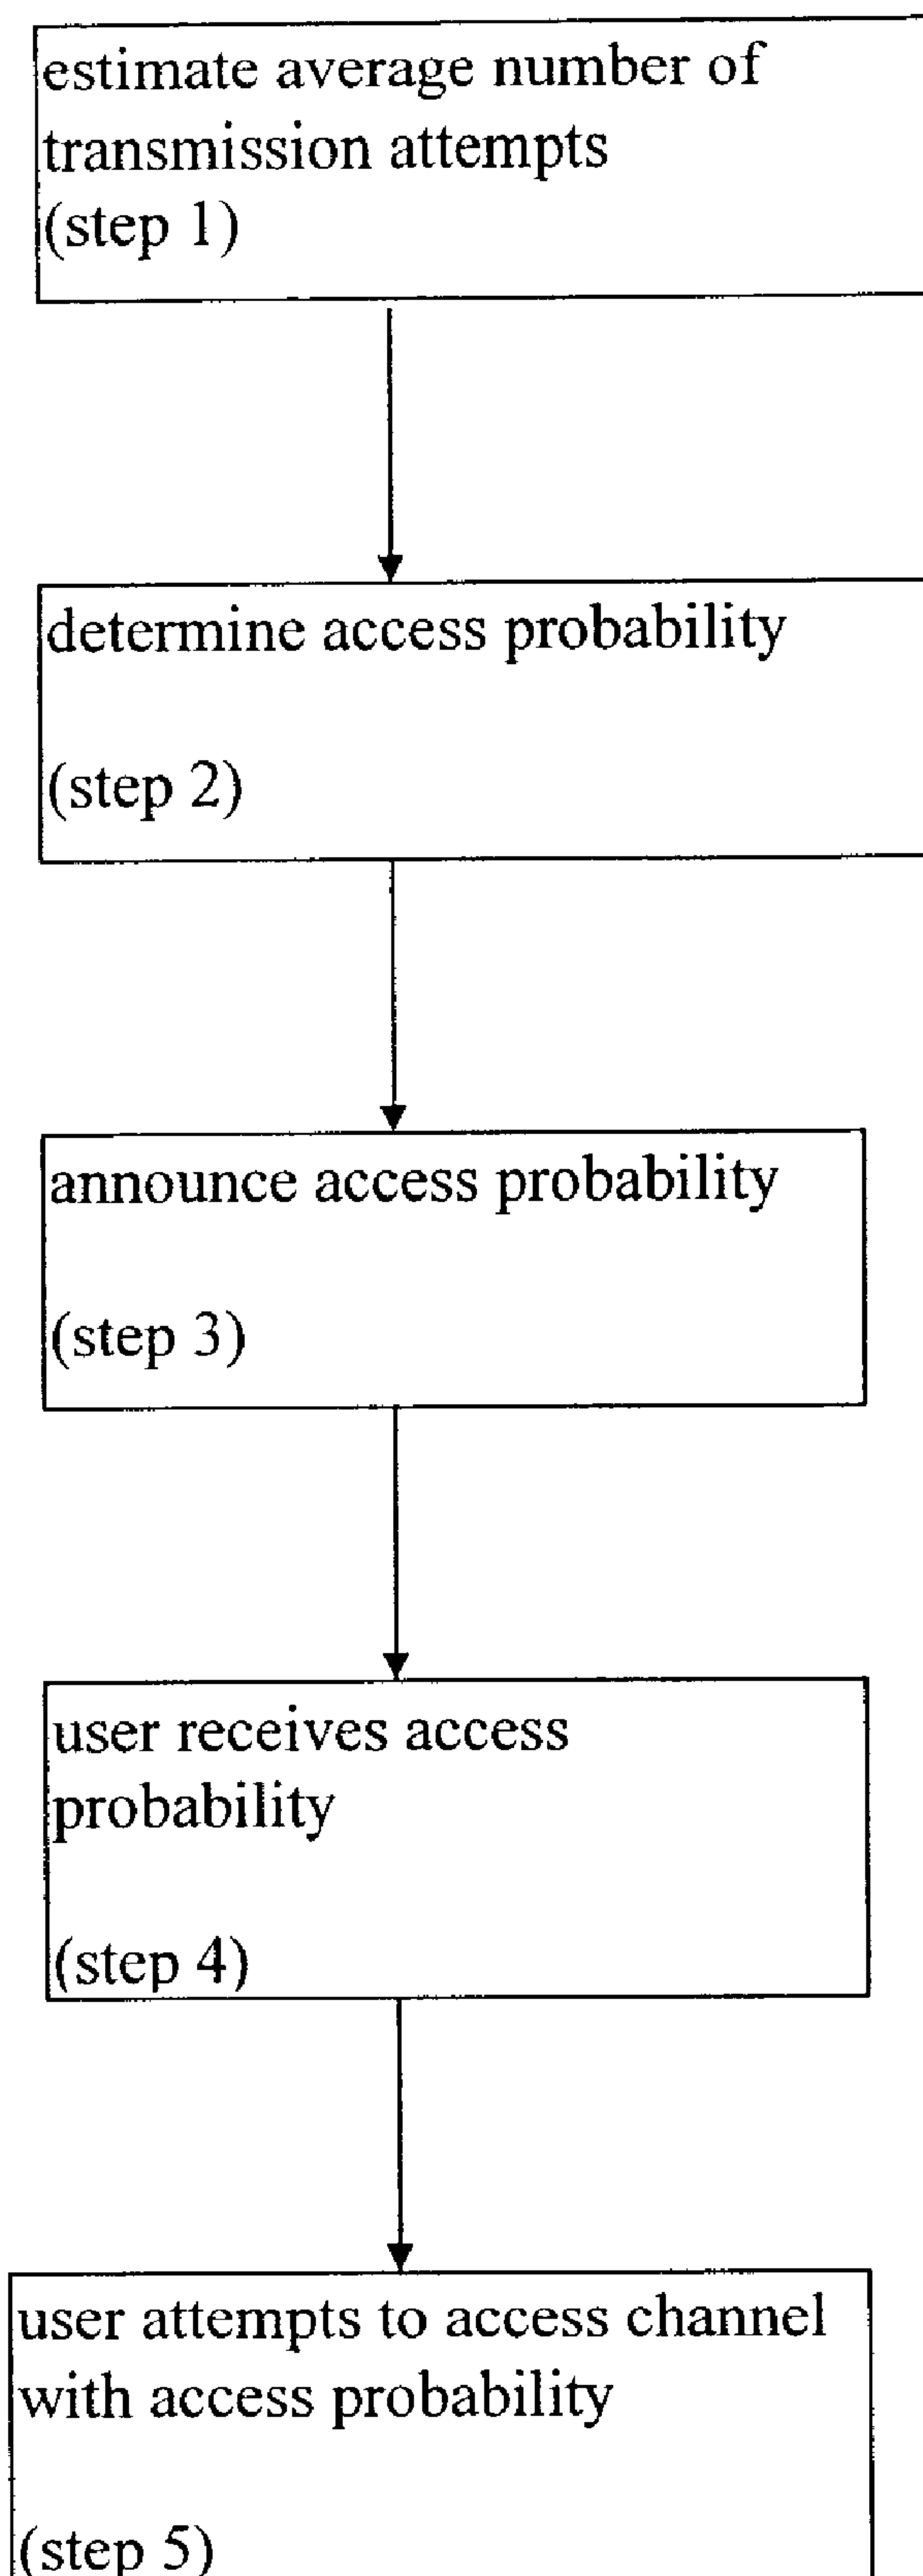 estimate average number of
transmission attempts
(step 1)
determine access probability
(step 2)
announce access probability
(step 3)
user receives access
probability
(step 4)
user attempts to access channel
with access probability
(step 5)